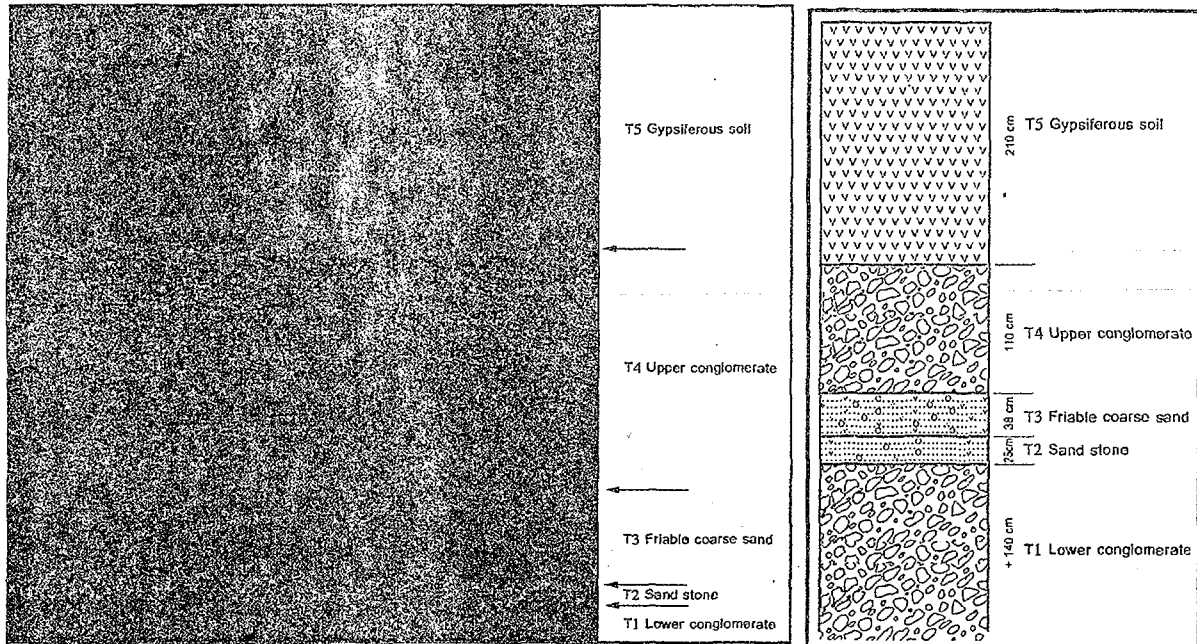 T5 Gypsiferous soil
T4 Upper conglomerate
T3 Friable coarse sand
T2 Sand stone
T1 Lower conglomerate
210 cm
T5 Gypsiferous soil
110 cm
T4 Upper conglomerate
38 cm
T3 Friable coarse sand
25cm
T2 Sand stone
+ 140 cm
T1 Lower conglomerate